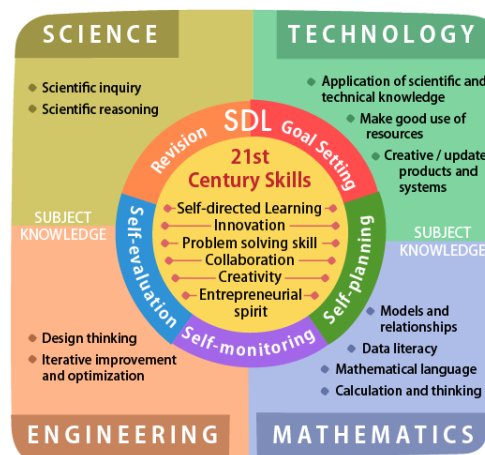 SCIENCE
Scientific inquiry
Scientific reasoning
TECHNOLOGY
Application of scientific and
technical knowledge
Make good use of
resources
Creative / update
products and
systems
SDL
Revision
Goal Setting
Self-planning
Self-monitoring
Self-evaluation
21st
Century Skills
Self-directed Learning
Innovation
Problem solving skill
Collaboration
Creativity
Entrepreneurial
spirit
SUBJECT
KNOWLEDGE
SUBJECT
KNOWLEDGE
Design thinking
Iterative improvement
and optimization
ENGINEERING
Models and
relationships
Data literacy
Mathematical language
Calculation and thinking
MATHEMATICS